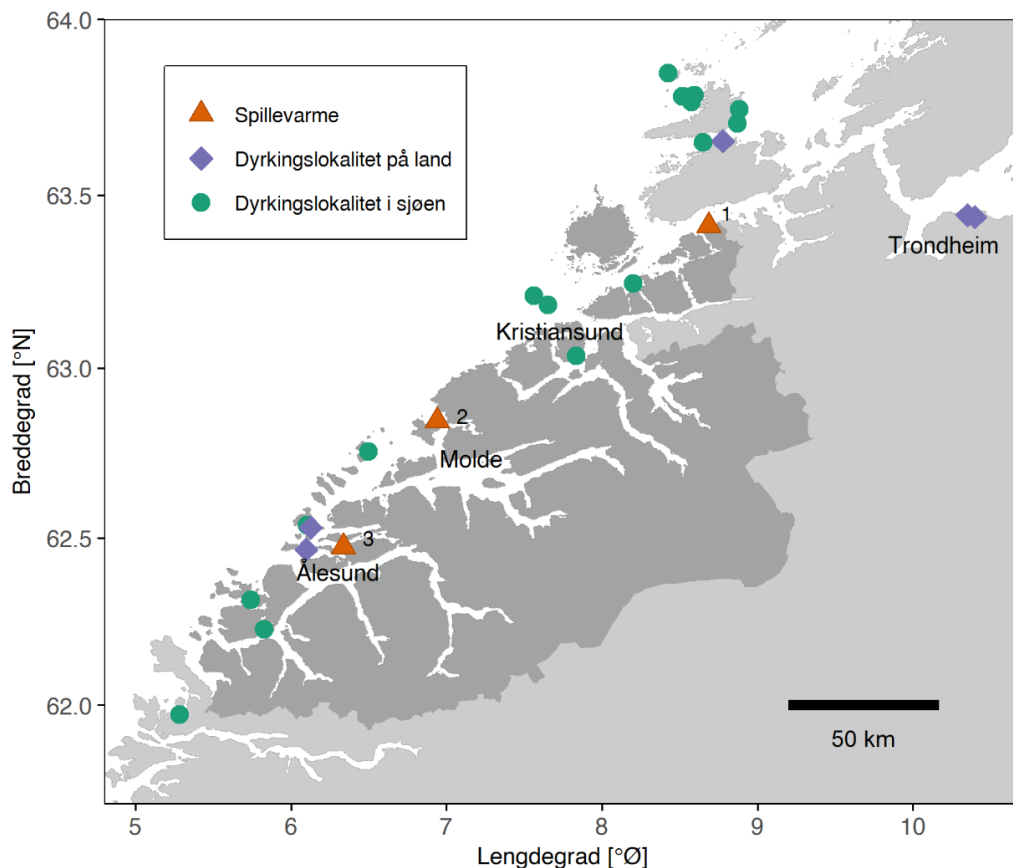 64.0
63.5
63.0
62.5
62.0
Breddegrad [°N]
Spillevarme
Dyrkingslokalitet på land
Dyrkingslokalitet i sjøen
1
Trondheim
Kristiansund
2
Molde
3
Ålesund
50 km
5
6
7
8
9
10
Lengdegrad [°Ø]